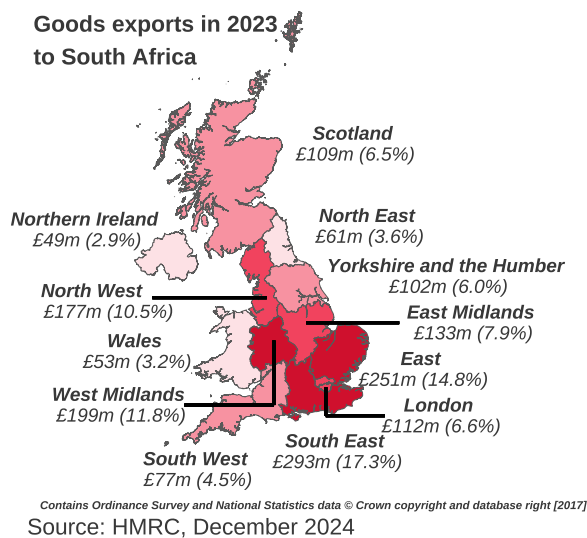 Goods exports in 2023
to South Africa
Scotland
£109m (6.5%)
Northern Ireland
£49m (2.9%)
North East
£61m (3.6%)
Yorkshire and the Humber
£102m (6.0%)
North West
£177m (10.5%)
East Midlands
£133m (7.9%)
Wales
£53m (3.2%)
East
£251m (14.8%)
West Midlands
£199m (11.8%)
London
£112m (6.6%)
South East
£293m (17.3%)
South West
£77m (4.5%)
Contains Ordinance Survey and National Statistics data © Crown copyright and database right [2017]
Source: HMRC, December 2024